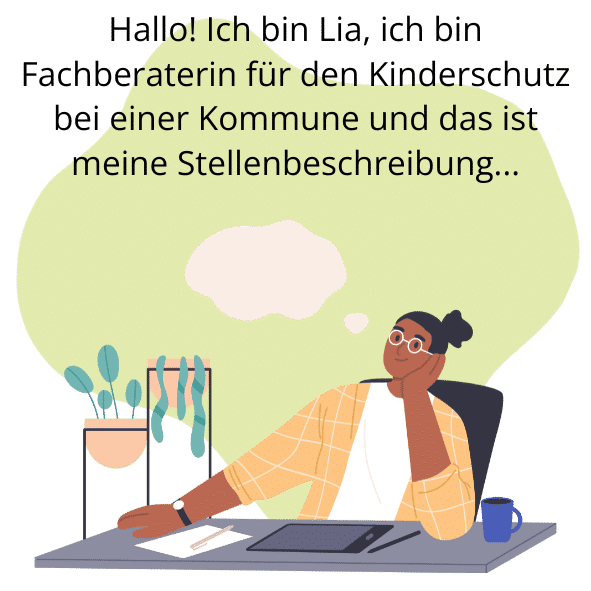 Hallo! Ich bin Lia, ich bin
Fachberaterin für den Kinderschutz
bei einer Kommune und das ist
meine Stellenbeschreibung...